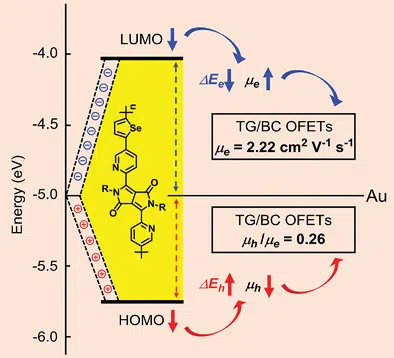 LUMO
-4.0
ΔEe μe
-4.5
TG/BC OFETs
μe = 2.22 cm² V⁻¹ s⁻¹
n
Se
N
O
R-N
-5.0
Au
N-R
O
N
TG/BC OFETs
μh/μe = 0.26
-5.5
ΔEh μh
HOMO
-6.0
Energy (eV)